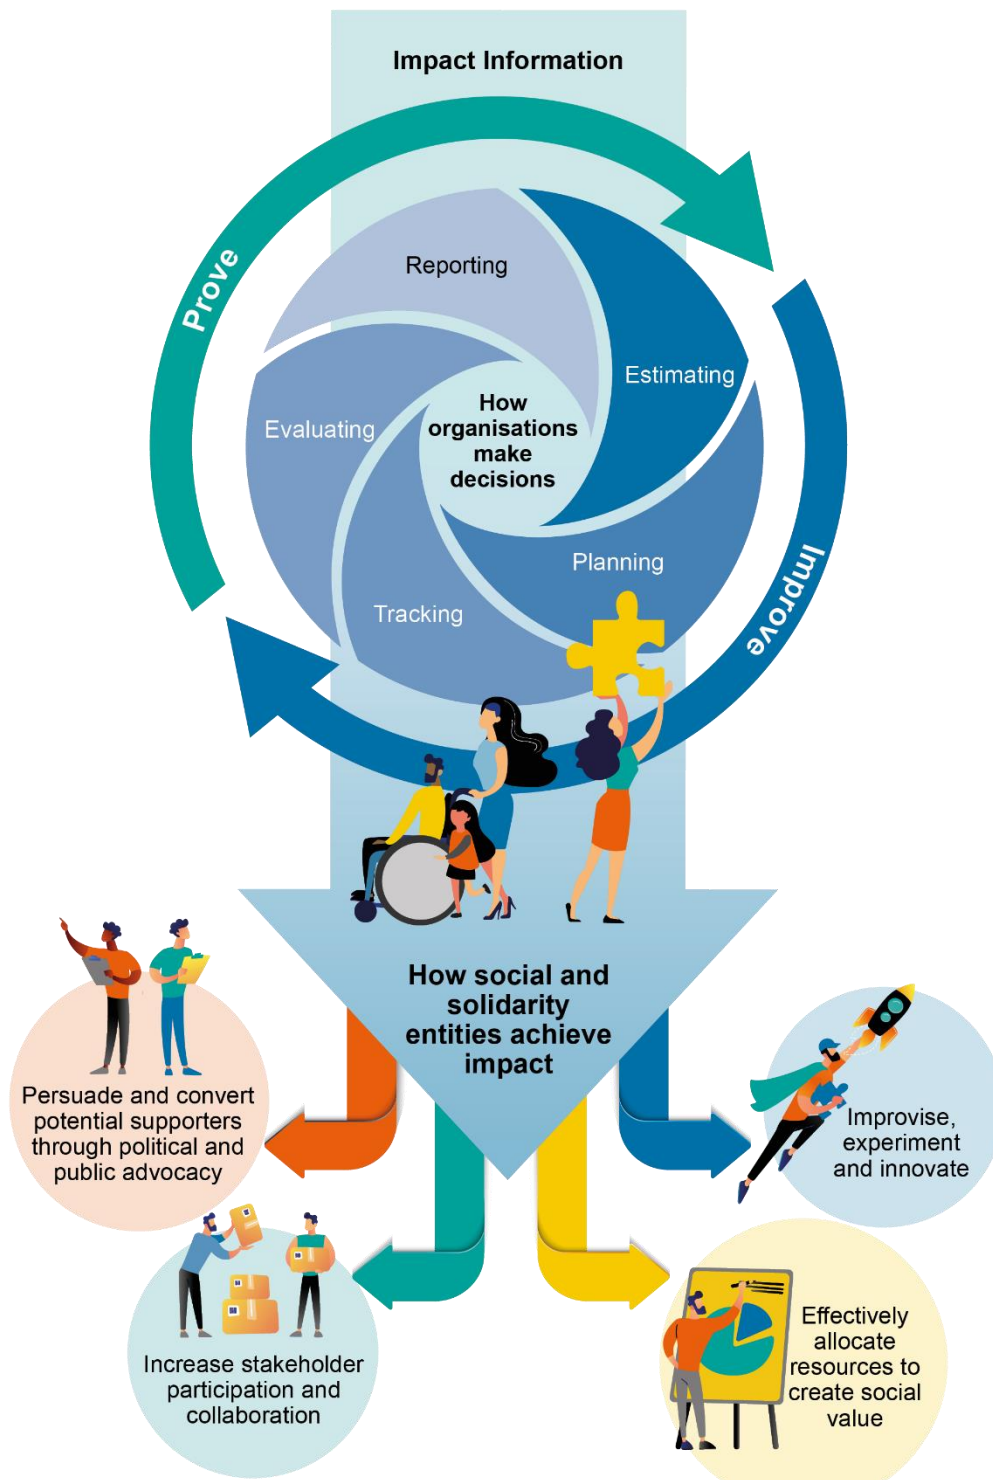 Impact Information
Prove
Reporting
Estimating
Evaluating
How
organisations
make
decisions
Planning
Tracking
Improve
How social and
solidarity
entities achieve
impact
Persuade and convert
potential supporters
through political and
public advocacy
Improvise,
experiment
and innovate
Increase stakeholder
participation and
collaboration
Effectively
allocate
resources to
create social
value